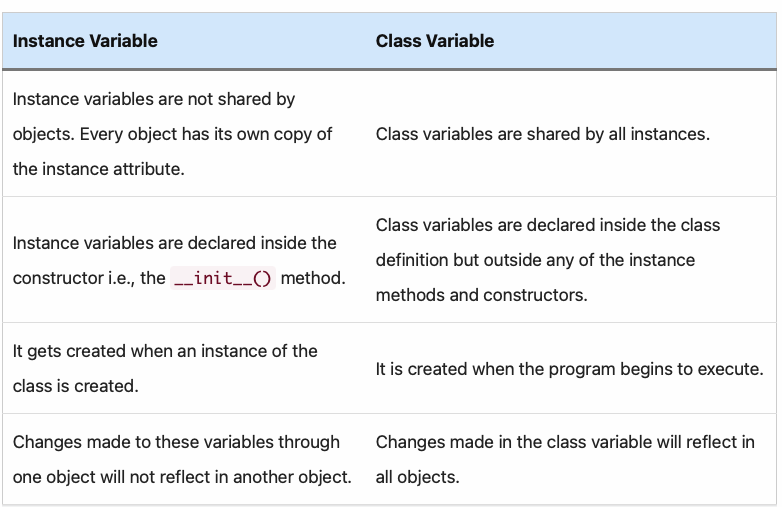 Instance Variable
Class Variable
Instance variables are not shared by
objects. Every object has its own copy of
the instance attribute.
Class variables are shared by all instances.
Instance variables are declared inside the
constructor i.e., the __init__() method.
Class variables are declared inside the class
definition but outside any of the instance
methods and constructors.
It gets created when an instance of the
class is created.
It is created when the program begins to execute.
Changes made to these variables through
one object will not reflect in another object.
Changes made in the class variable will reflect in
all objects.